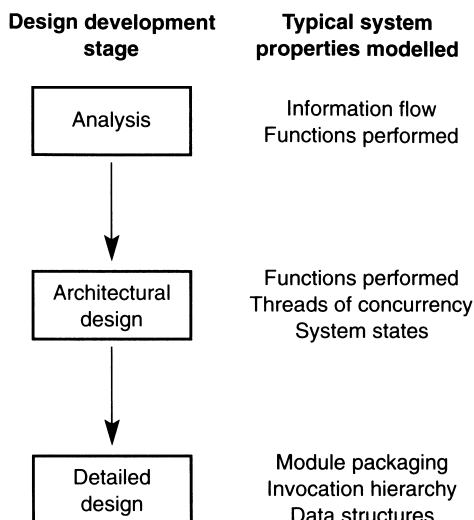 Design development
stage
Typical system
properties modelled
Analysis
Information flow
Functions performed
Architectural
design
Functions performed
Threads of concurrency
System states
Detailed
design
Module packaging
Invocation hierarchy
Data structures